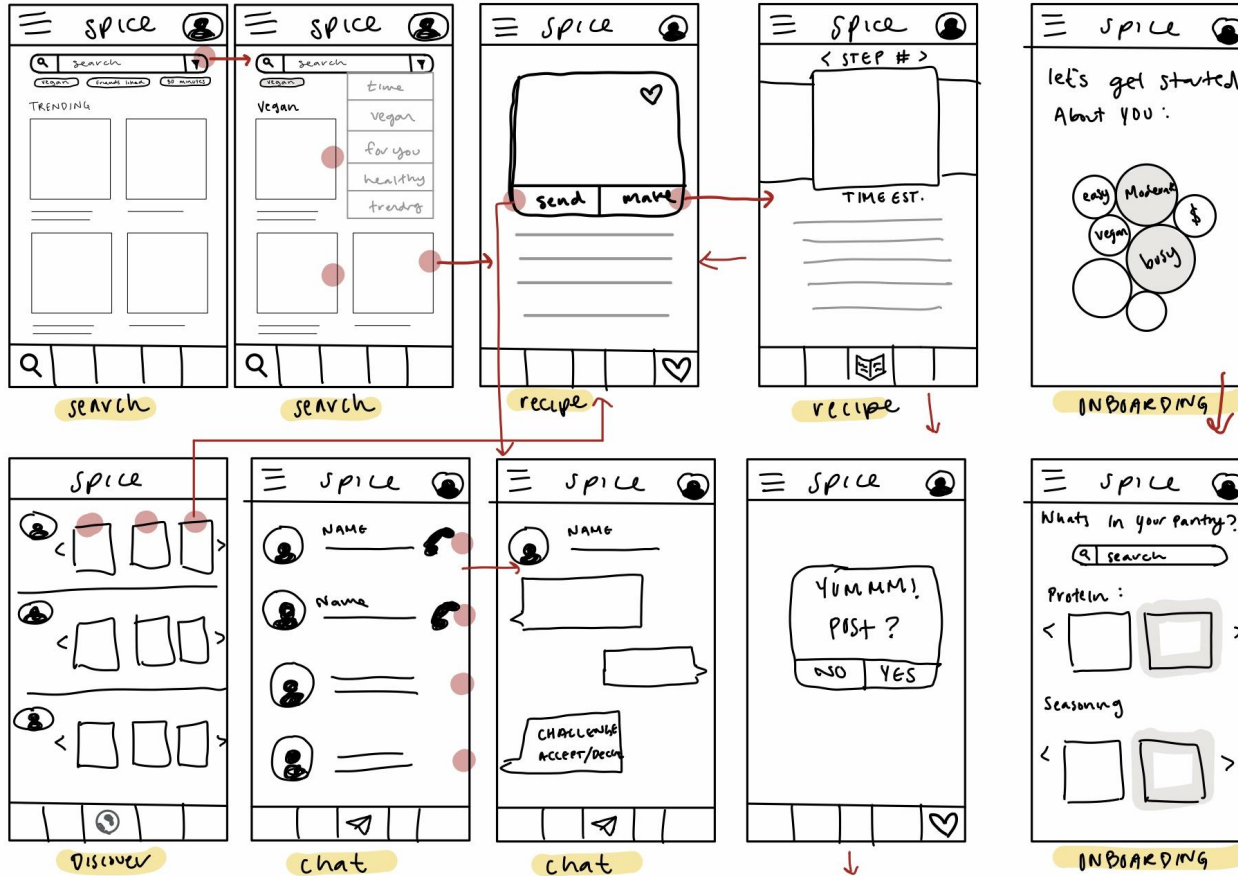 spice
search
vegan
friends liked
30 minutes
TRENDING
search
spice
search
vegan
Vegan
time
vegan
for you
healthy
trendng
search
spice
send
make
recipe
spice
< STEP # >
TIME EST.
recipe
spice
let's get started
About YOU :
easy
Moderate
$
vegan
busy
ONBOARDING
spice
<
>
<
>
<
>
DISCOVER
spice
NAME
Name
chat
spice
NAME
CHALLENGE
ACCEPT/Decl
chat
spice
YUMMM!
POST ?
NO
YES
spice
Whats in your pantry?
search
Protein :
<
>
Seasoning
<
>
ONBOARDING